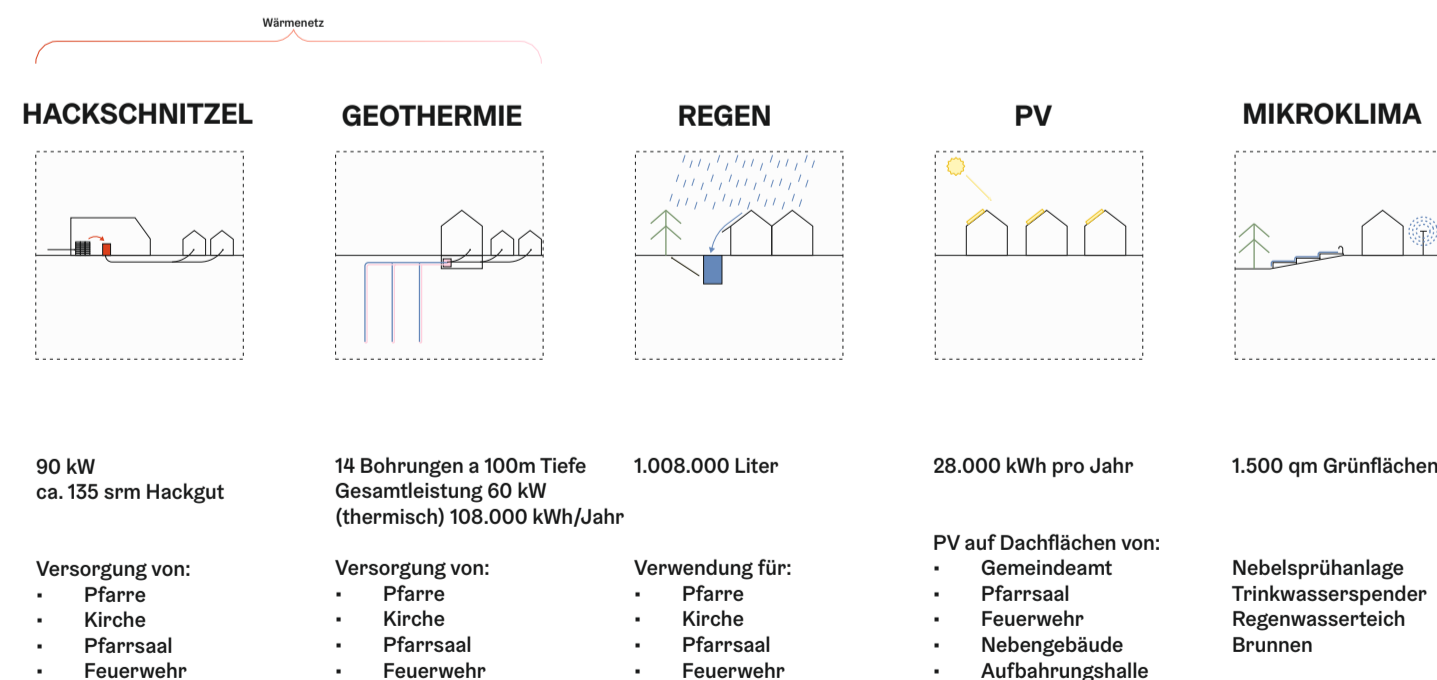 Wärmenetz
HACKSCHNITZEL
GEOTHERMIE
REGEN
PV
MIKROKLIMA
90 kW
ca. 135 srm Hackgut
Versorgung von:
▪ Pfarre
▪ Kirche
▪ Pfarrsaal
▪ Feuerwehr
14 Bohrungen a 100m Tiefe
Gesamtleistung 60 kW
(thermisch) 108.000 kWh/Jahr
Versorgung von:
▪ Pfarre
▪ Kirche
▪ Pfarrsaal
▪ Feuerwehr
1.008.000 Liter
Verwendung für:
▪ Pfarre
▪ Kirche
▪ Pfarrsaal
▪ Feuerwehr
28.000 kWh pro Jahr
PV auf Dachflächen von:
▪ Gemeindeamt
▪ Pfarrsaal
▪ Feuerwehr
▪ Nebengebäude
▪ Aufbahrungshalle
1.500 qm Grünflächen
Nebelsprühanlage
Trinkwasserspender
Regenwasserteich
Brunnen